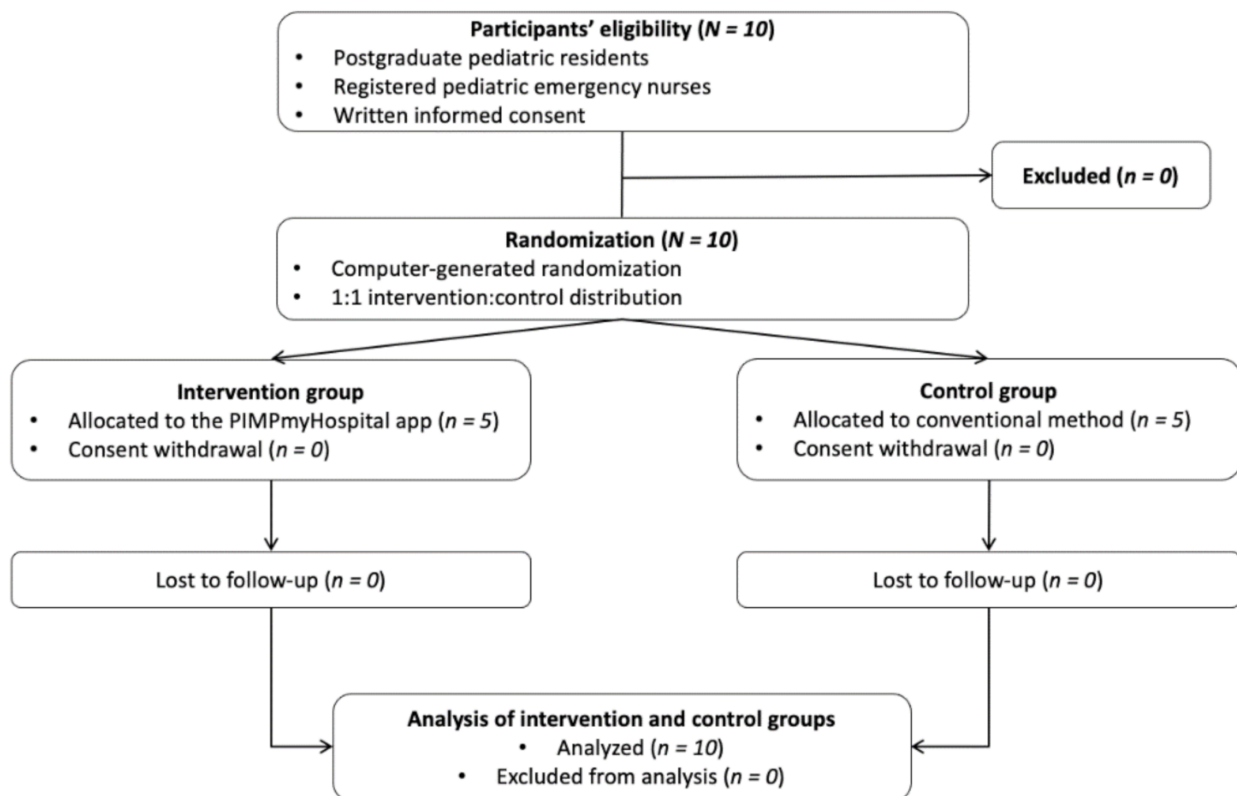 Participants' eligibility (N = 10)
• Postgraduate pediatric residents
• Registered pediatric emergency nurses
• Written informed consent
Excluded (n = 0)
Randomization (N = 10)
• Computer-generated randomization
• 1:1 intervention:control distribution
Intervention group
• Allocated to the PIMPmyHospital app (n = 5)
• Consent withdrawal (n = 0)
Control group
• Allocated to conventional method (n = 5)
• Consent withdrawal (n = 0)
Lost to follow-up (n = 0)
Lost to follow-up (n = 0)
Analysis of intervention and control groups
• Analyzed (n = 10)
• Excluded from analysis (n = 0)